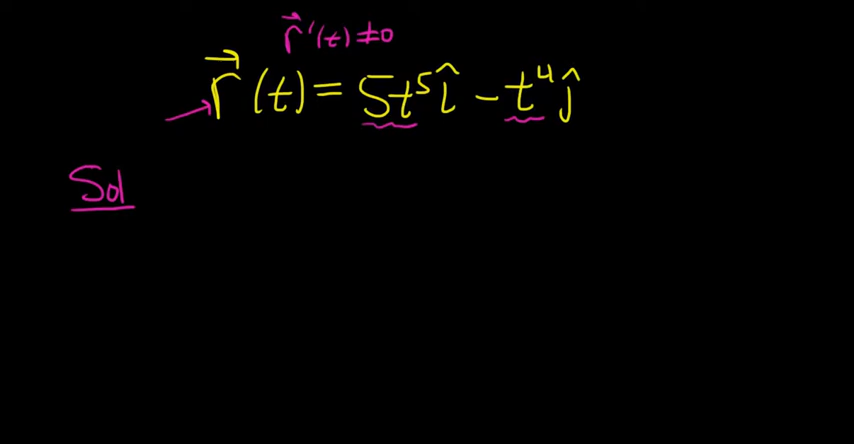 r⃗ ′(t) ≠ 0
r⃗ (t) = 5t⁵ î − t⁴ ĵ
Sol